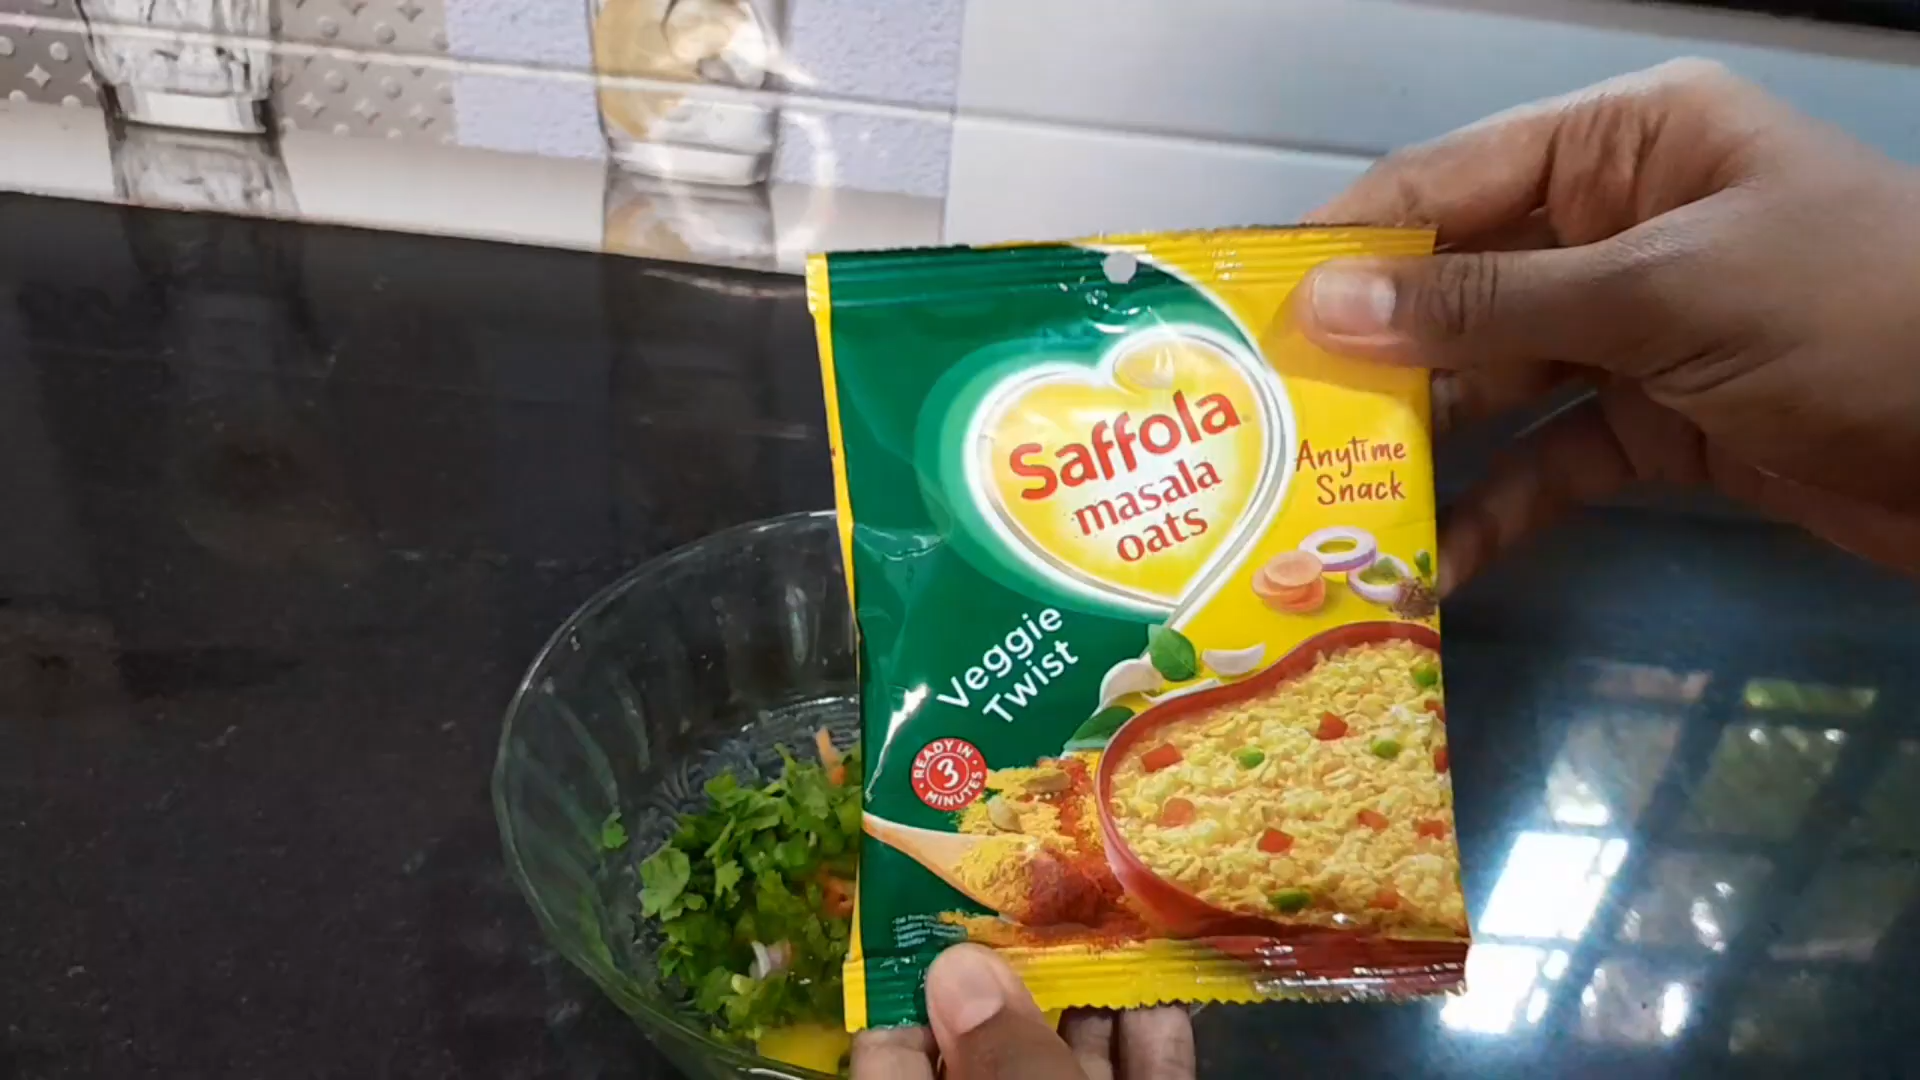 Saffola
masala
oats
Anytime
Snack
Veggie
Twist
READY IN
3
MINUTES